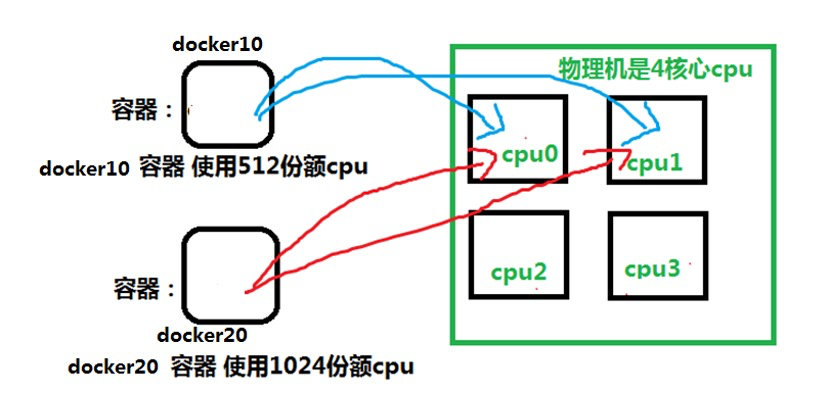 docker10
物理机是4核心cpu
容器：
cpu0
cpu1
docker10 容器 使用512份额cpu
cpu2
cpu3
容器：
docker20
docker20 容器 使用1024份额cpu